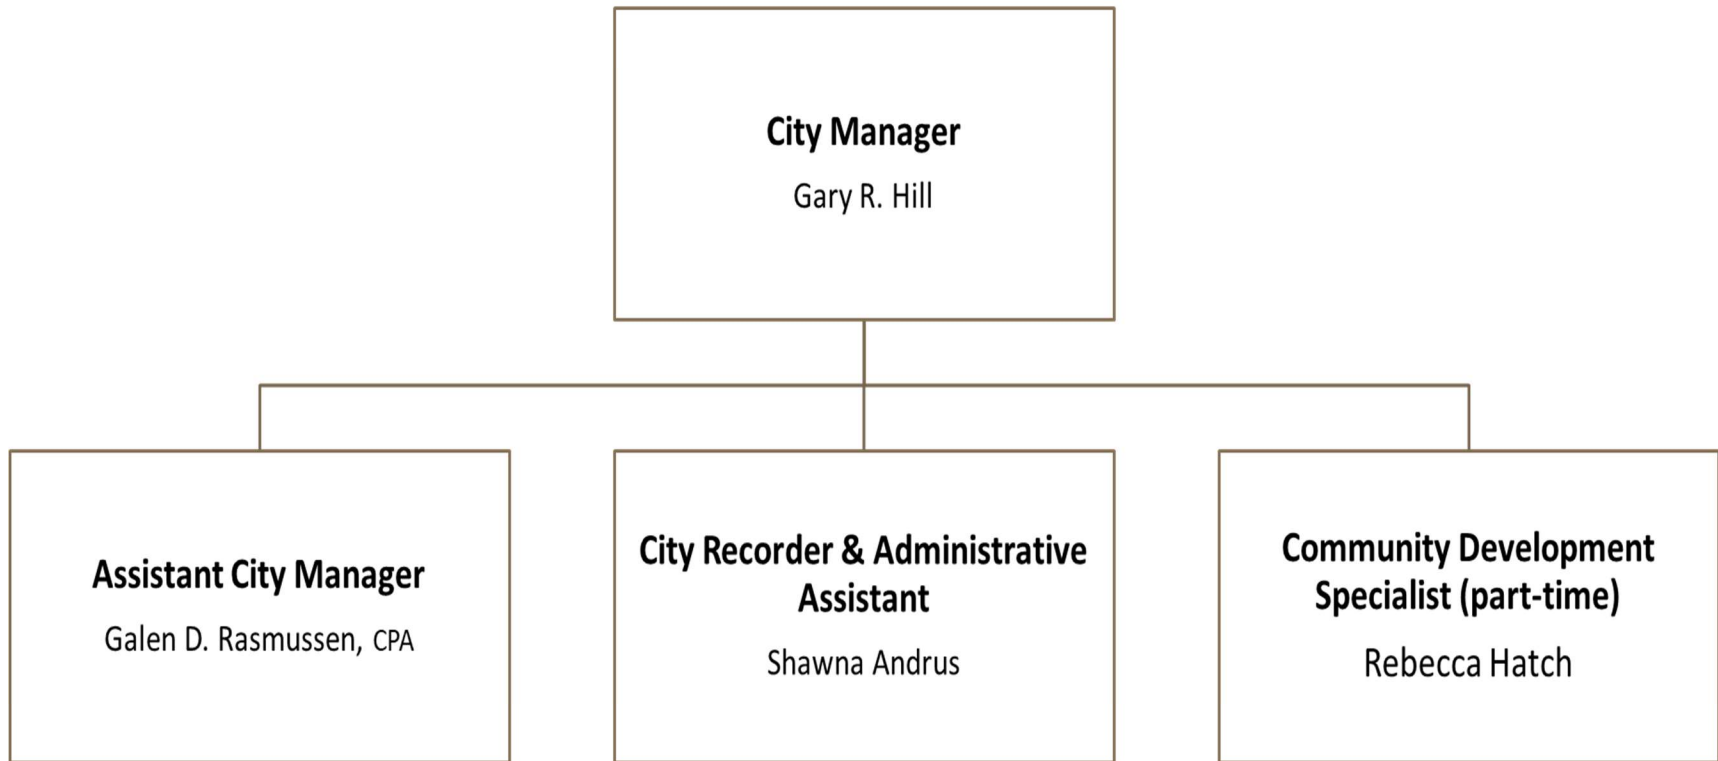 City Manager
Gary R. Hill
Assistant City Manager
Galen D. Rasmussen, CPA
City Recorder & Administrative
Assistant
Shawna Andrus
Community Development
Specialist (part-time)
Rebecca Hatch